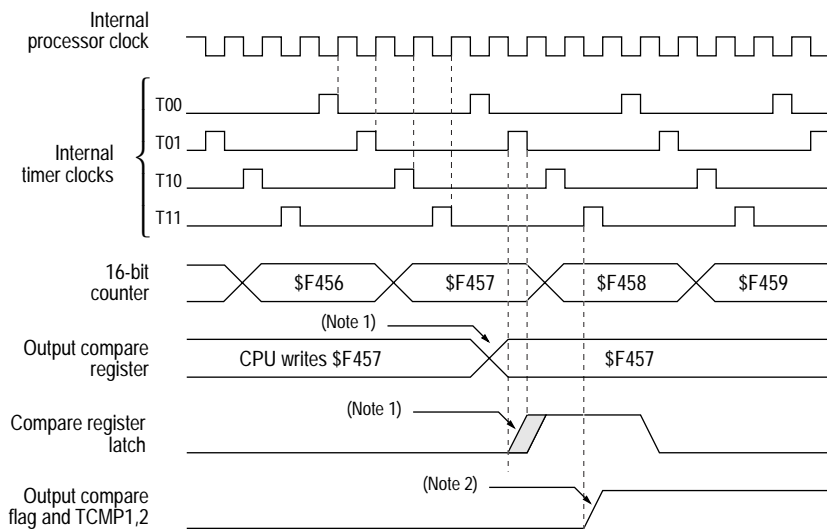 Internal
processor clock
T00
T01
Internal
timer clocks
T10
T11
16-bit
counter
$F456
$F457
$F458
$F459
(Note 1)
Output compare
register
CPU writes $F457
$F457
(Note 1)
Compare register
latch
(Note 2)
Output compare
flag and TCMP1,2